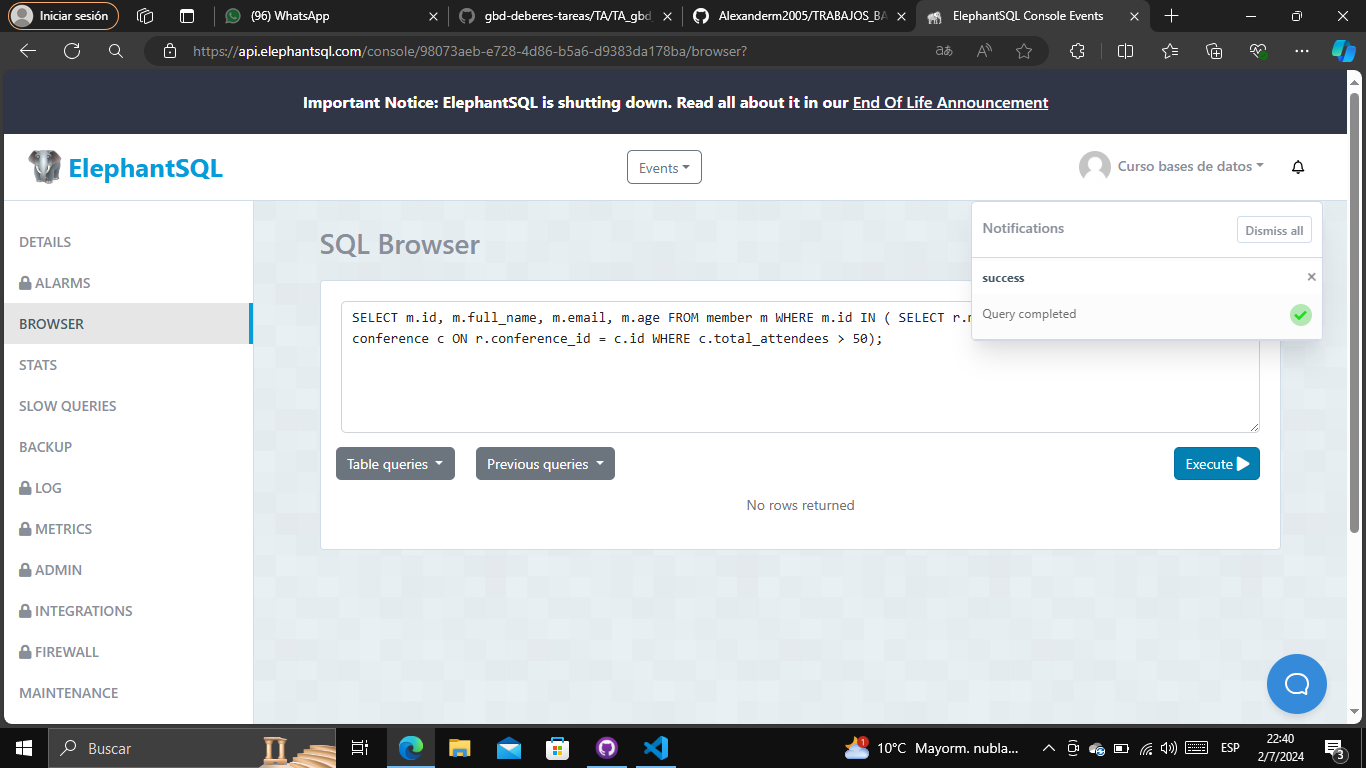 Iniciar sesión
(96) WhatsApp
gbd-deberes-tareas/TA/TA_gbd_
Alexanderm2005/TRABAJOS_BA
ElephantSQL Console Events
https://api.elephantsql.com/console/98073aeb-e728-4d86-b5a6-d9383da178ba/browser?
Important Notice: ElephantSQL is shutting down. Read all about it in our End Of Life Announcement
ElephantSQL
Events
Curso bases de datos
DETAILS
ALARMS
BROWSER
STATS
SLOW QUERIES
BACKUP
LOG
METRICS
ADMIN
INTEGRATIONS
FIREWALL
MAINTENANCE
SQL Browser
Notifications
Dismiss all
success
Query completed
SELECT m.id, m.full_name, m.email, m.age FROM member m WHERE m.id IN ( SELECT
conference c ON r.conference_id = c.id WHERE c.total_attendees > 50);
Table queries
Previous queries
Execute
No rows returned
Buscar
1
10°C Mayorm. nubla...
ESP
22:40
2/7/2024
3